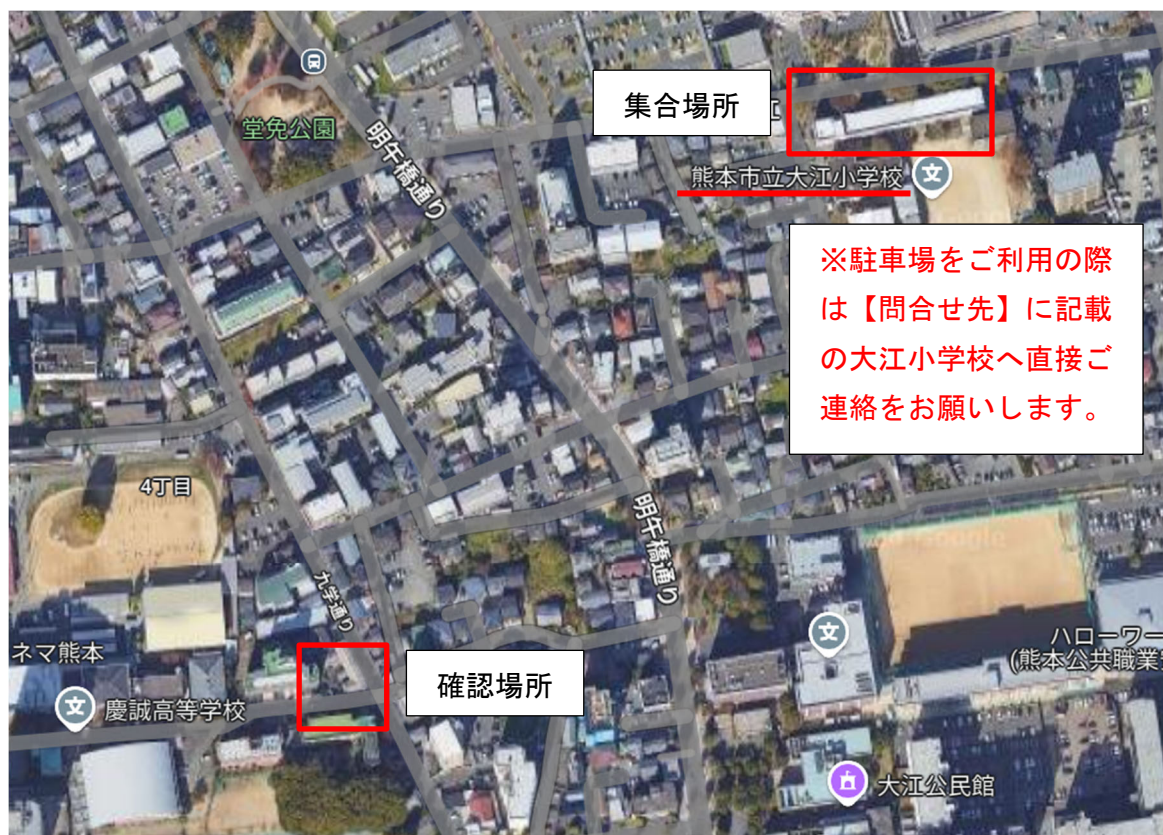 集合場所
堂免公園
明午橋通り
熊本市立大江小学校
文
※駐車場をご利用の際
は【問合せ先】に記載
の大江小学校へ直接ご
連絡をお願いします。
4丁目
明午橋通り
九学通り
文
ハローワー
(熊本公共職業
ネマ熊本
確認場所
文
慶誠高等学校
大江公民館